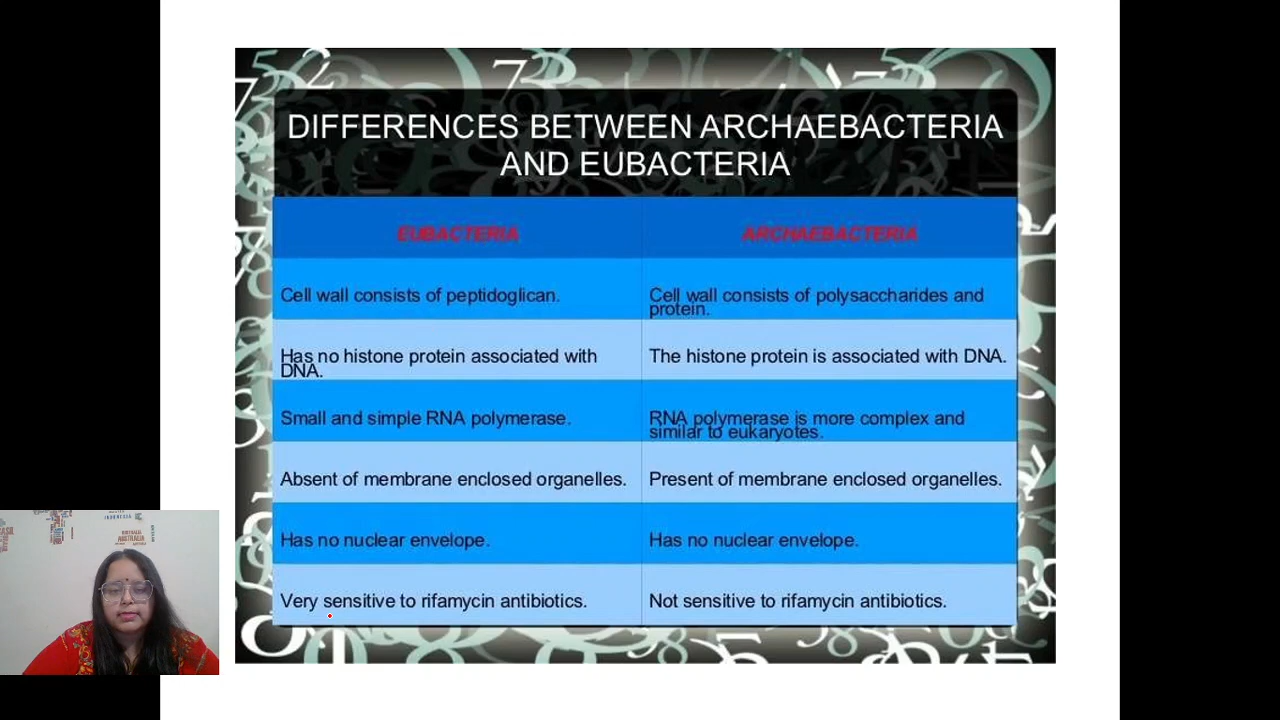 DIFFERENCES BETWEEN ARCHAEBACTERIA
AND EUBACTERIA
EUBACTERIA
ARCHAEBACTERIA
Cell wall consists of peptidoglican.
Cell wall consists of polysaccharides and
protein.
Has no histone protein associated with
DNA.
The histone protein is associated with DNA.
Small and simple RNA polymerase.
RNA polymerase is more complex and
similar to eukaryotes.
Absent of membrane enclosed organelles.
Present of membrane enclosed organelles.
Has no nuclear envelope.
Has no nuclear envelope.
Very sensitive to rifamycin antibiotics.
Not sensitive to rifamycin antibiotics.
INDONESIA
AUSTRALIA